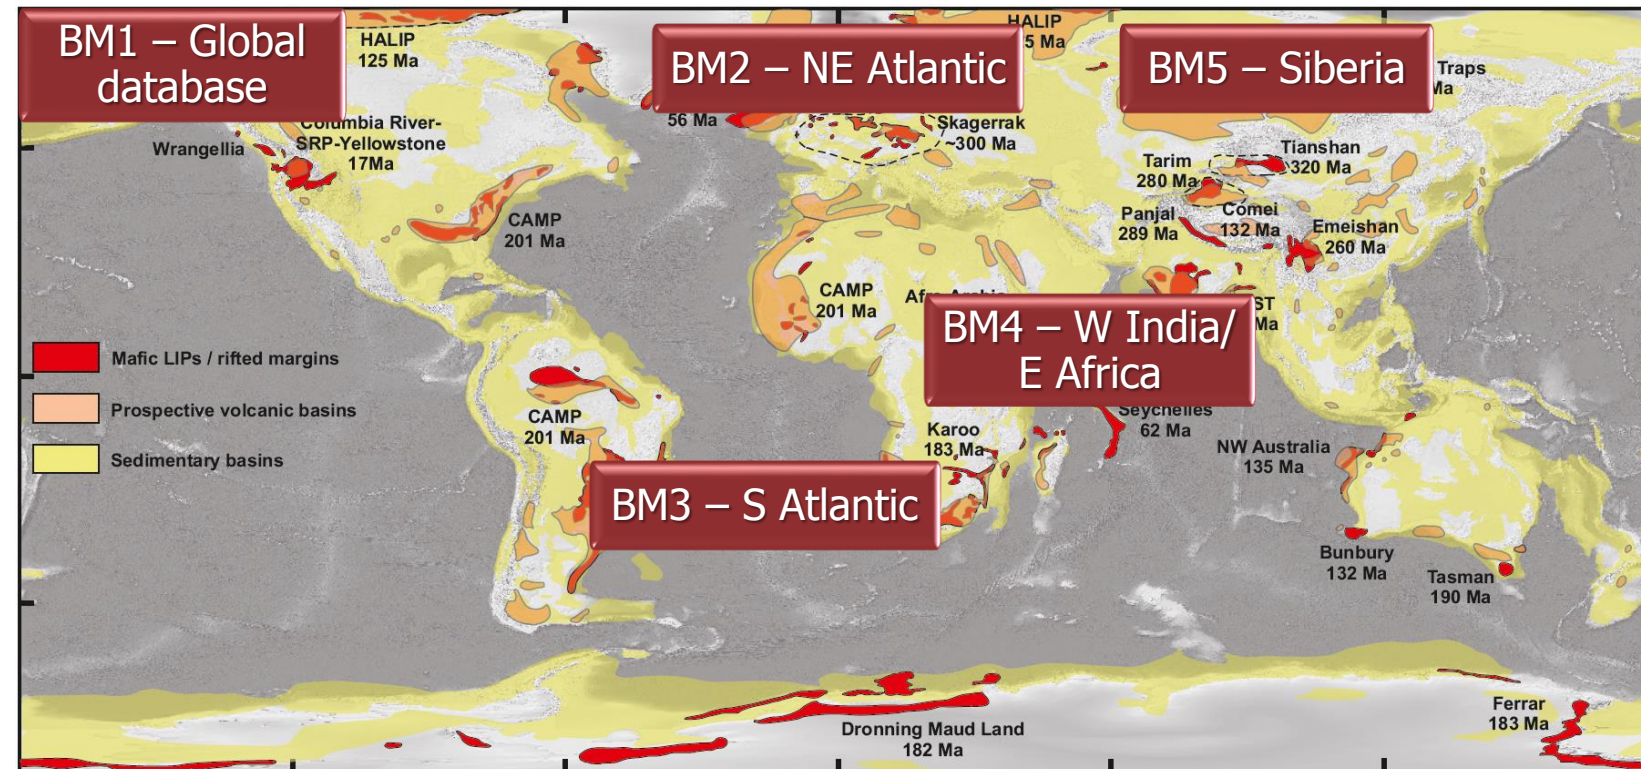 BM1 – Global
database
HALIP
125 Ma
BM2 – NE Atlantic
HALIP
5 Ma
BM5 – Siberia
Traps
Ma
Columbia River-
SRP-Yellowstone
17Ma
Wrangellia
56 Ma
Skagerrak
~300 Ma
Tianshan
320 Ma
Tarim
280 Ma
Panjal
289 Ma
Comei
132 Ma
Emeishan
260 Ma
CAMP
201 Ma
CAMP
201 Ma
BM4 – W India/
E Africa
ST
Ma
Mafic LIPs / rifted margins
Prospective volcanic basins
Sedimentary basins
CAMP
201 Ma
Karoo
183 Ma
Seychelles
62 Ma
NW Australia
135 Ma
BM3 – S Atlantic
Bunbury
132 Ma
Tasman
190 Ma
Dronning Maud Land
182 Ma
Ferrar
183 Ma